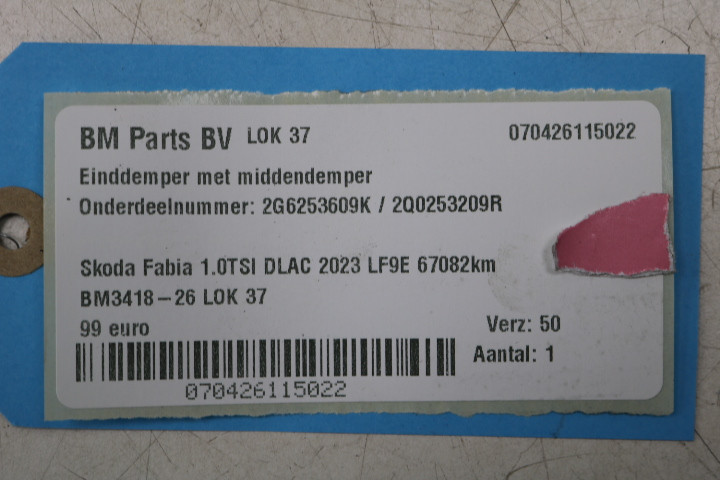 BM Parts BV LOK 37 070426115022
Einddemper met middendemper
Onderdeelnummer: 2G6253609K / 2Q0253209R
Skoda Fabia 1.0TSI DLAC 2023 LF9E 67082km
BM3418-26 LOK 37
99 euro Verz: 50
Aantal: 1
070426115022